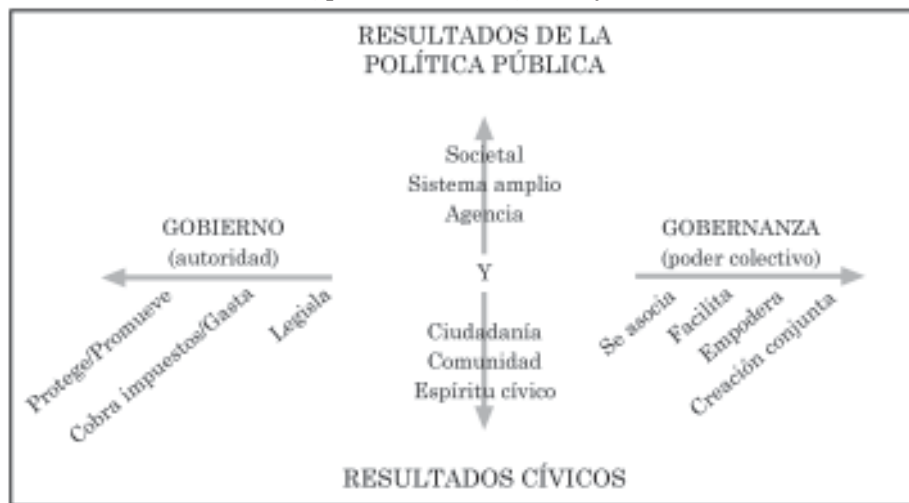 RESULTADOS DE LA
POLÍTICA PÚBLICA
Societal
Sistema amplio
Agencia
GOBIERNO
(autoridad)
Protege/Promueve
Cobra impuestos/Gasta
Legisla
Y
GOBERNANZA
(poder colectivo)
Se asocia
Facilita
Empodera
Creación conjunta
Ciudadanía
Comunidad
Espíritu cívico
RESULTADOS CÍVICOS